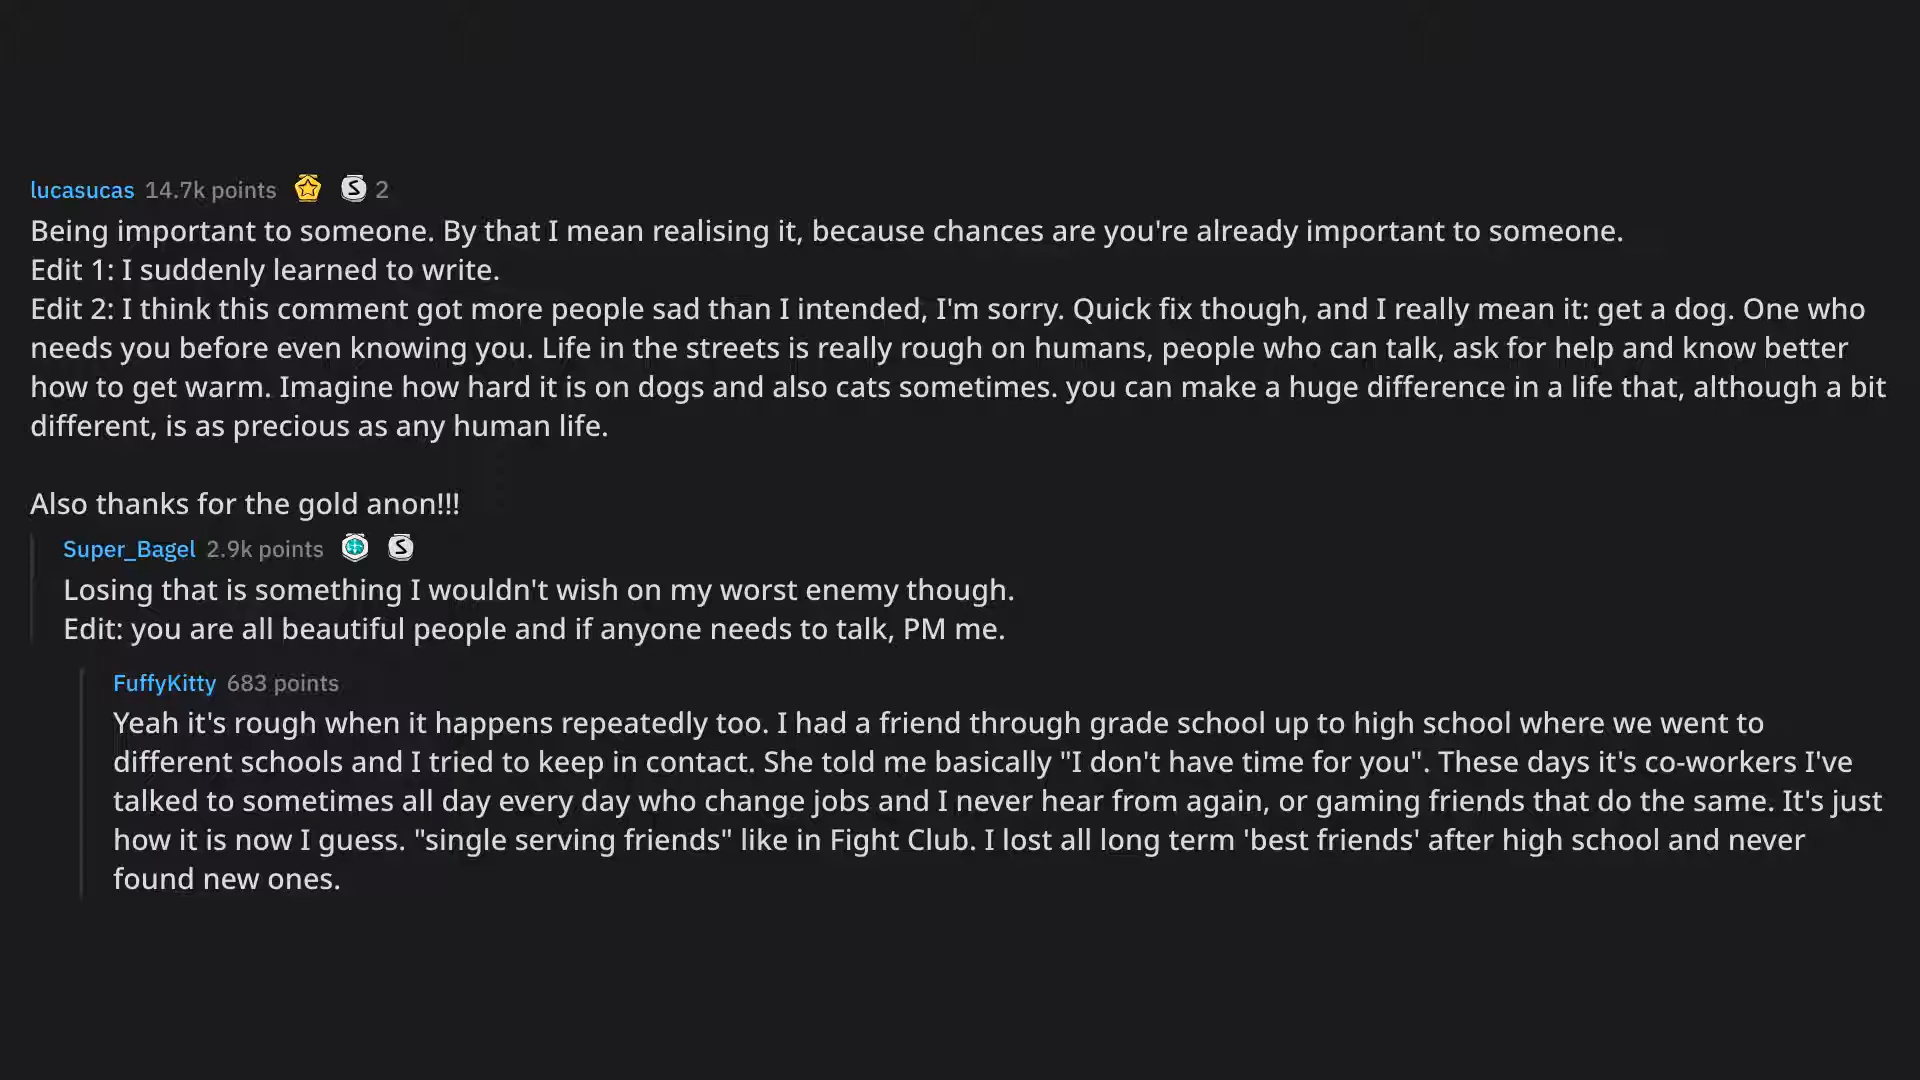 lucasucas 14.7k points S 2
Being important to someone. By that I mean realising it, because chances are you're already important to someone.
Edit 1: I suddenly learned to write.
Edit 2: I think this comment got more people sad than I intended, I'm sorry. Quick fix though, and I really mean it: get a dog. One who
needs you before even knowing you. Life in the streets is really rough on humans, people who can talk, ask for help and know better
how to get warm. Imagine how hard it is on dogs and also cats sometimes. you can make a huge difference in a life that, although a bit
different, is as precious as any human life.
Also thanks for the gold anon!!!
Super_Bagel 2.9k points S
Losing that is something I wouldn't wish on my worst enemy though.
Edit: you are all beautiful people and if anyone needs to talk, PM me.
FuffyKitty 683 points
Yeah it's rough when it happens repeatedly too. I had a friend through grade school up to high school where we went to
different schools and I tried to keep in contact. She told me basically "I don't have time for you". These days it's co-workers I've
talked to sometimes all day every day who change jobs and I never hear from again, or gaming friends that do the same. It's just
how it is now I guess. "single serving friends" like in Fight Club. I lost all long term 'best friends' after high school and never
found new ones.